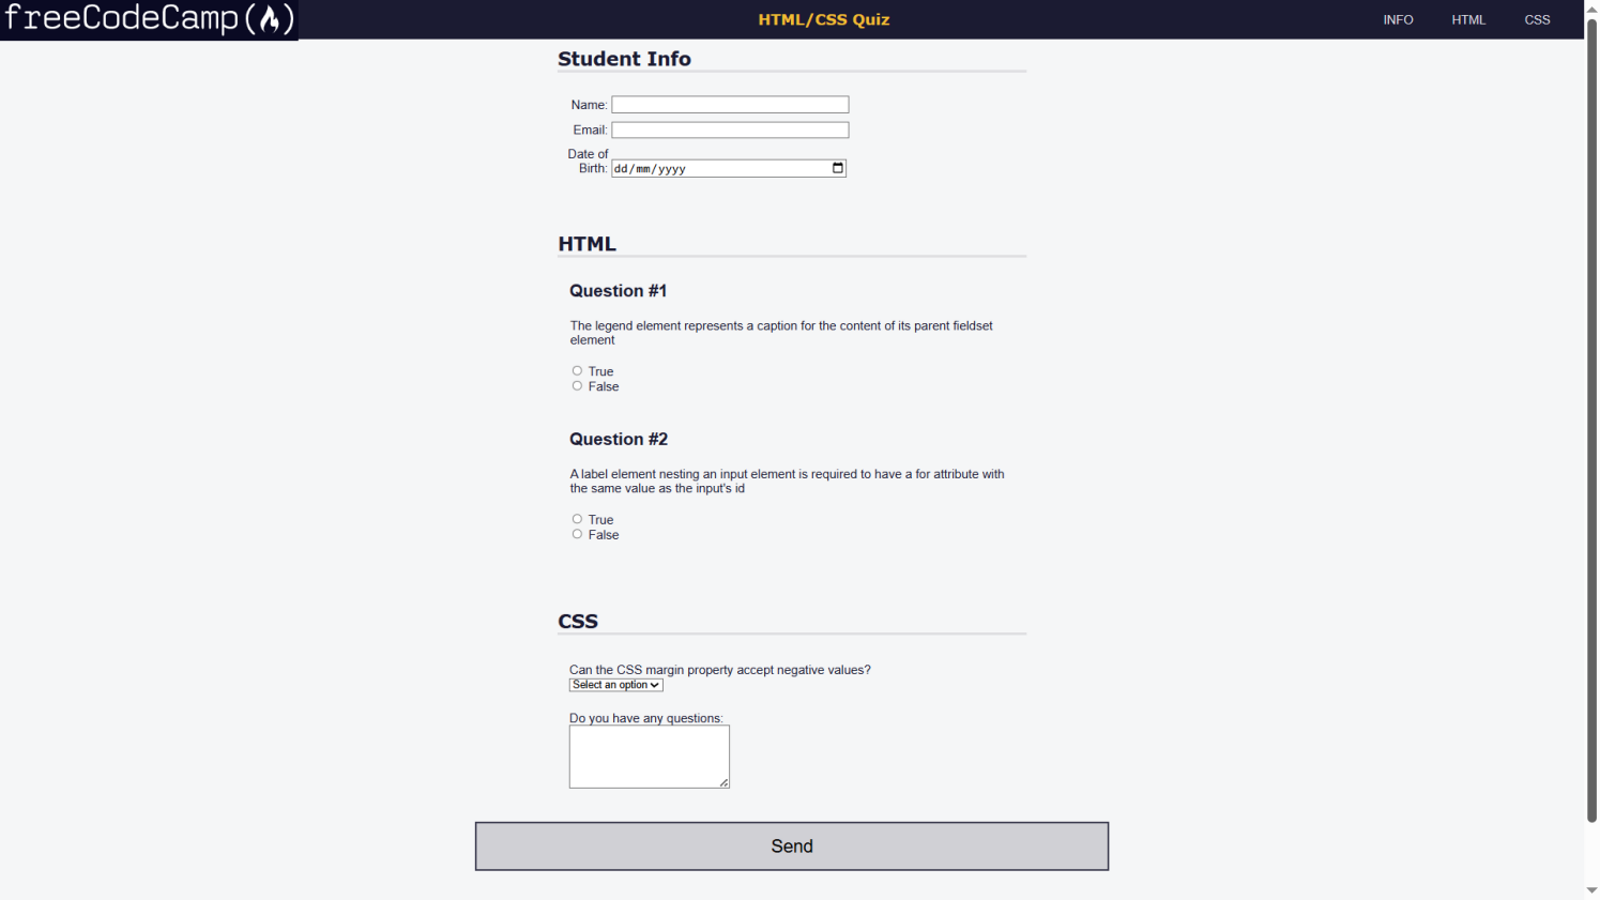 freeCodeCamp
HTML/CSS Quiz
INFO
HTML
CSS
Student Info
Name:
Email:
Date of
Birth:
dd/mm/yyyy
HTML
Question #1
The legend element represents a caption for the content of its parent fieldset
element
True
False
Question #2
A label element nesting an input element is required to have a for attribute with
the same value as the input's id
True
False
CSS
Can the CSS margin property accept negative values?
Select an option
Do you have any questions:
Send